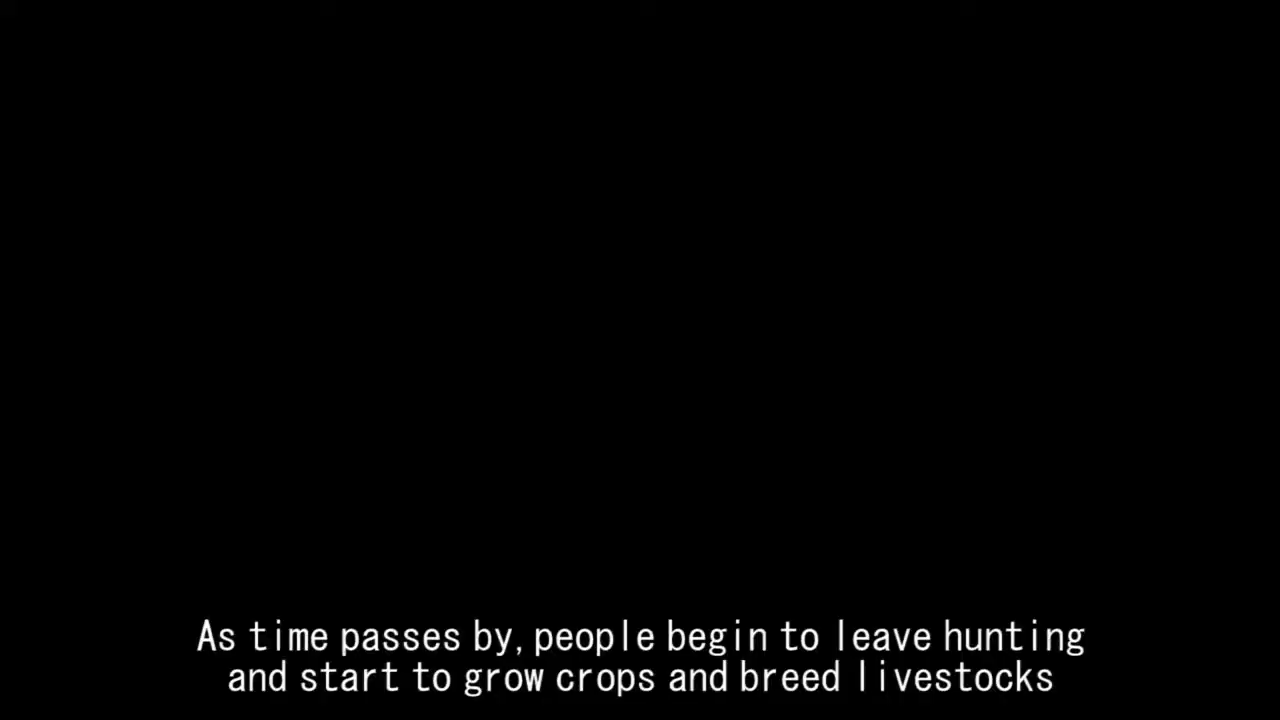 As time passes by, people begin to leave hunting
and start to grow crops and breed livestocks